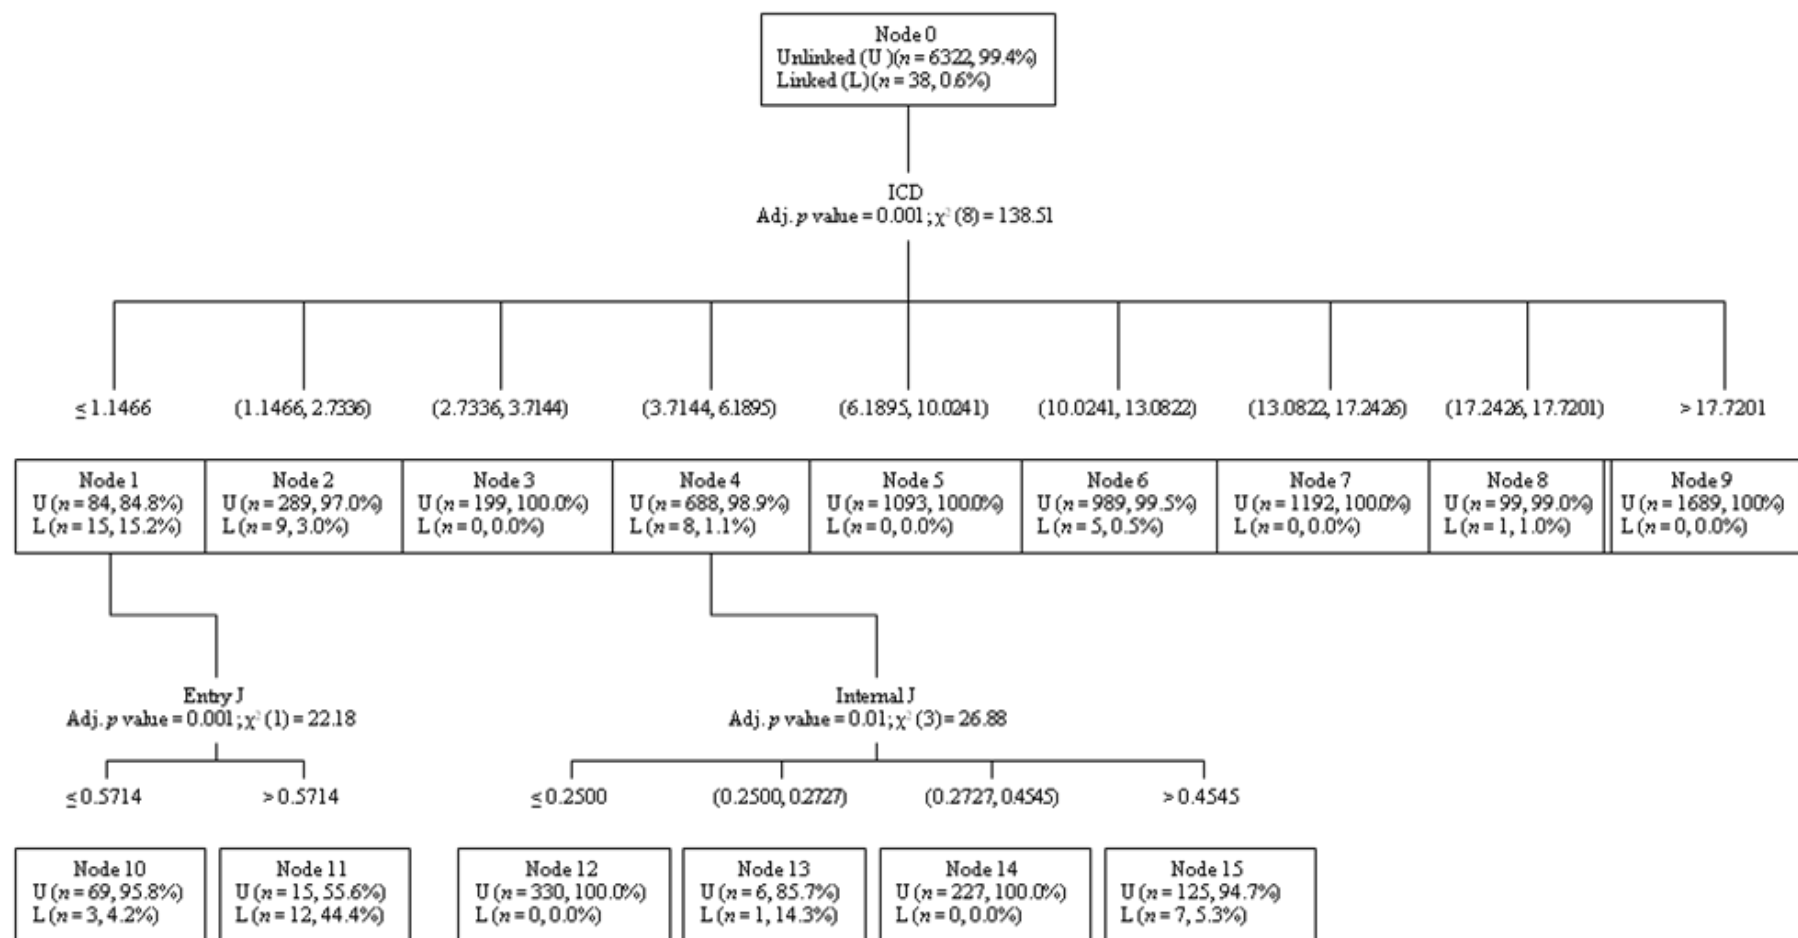 Node 0
Unlinked (U )(n = 6322, 99.4%)
Linked (L)(n = 38, 0.6%)
ICD
Adj. p value = 0.001; χ² (8) = 138.51
≤ 1.1466
(1.1466, 2.7336)
(2.7336, 3.7144)
(3.7144, 6.1895)
(6.1895, 10.0241)
(10.0241, 13.0822)
(13.0822, 17.2426)
(17.2426, 17.7201)
> 17.7201
Node 1
U (n = 84, 84.8%)
L (n = 15, 15.2%)
Node 2
U (n = 289, 97.0%)
L (n = 9, 3.0%)
Node 3
U (n = 199, 100.0%)
L (n = 0, 0.0%)
Node 4
U (n = 688, 98.9%)
L (n = 8, 1.1%)
Node 5
U (n = 1093, 100.0%)
L (n = 0, 0.0%)
Node 6
U (n = 989, 99.5%)
L (n = 5, 0.5%)
Node 7
U (n = 1192, 100.0%)
L (n = 0, 0.0%)
Node 8
U (n = 99, 99.0%)
L (n = 1, 1.0%)
Node 9
U (n = 1689, 100%)
L (n = 0, 0.0%)
Entry J
Adj. p value = 0.001; χ² (1) = 22.18
Internal J
Adj. p value = 0.01; χ² (3) = 26.88
≤ 0.5714
> 0.5714
≤ 0.2500
(0.2500, 0.2727)
(0.2727, 0.4545)
> 0.4545
Node 10
U (n = 69, 95.8%)
L (n = 3, 4.2%)
Node 11
U (n = 15, 55.6%)
L (n = 12, 44.4%)
Node 12
U (n = 330, 100.0%)
L (n = 0, 0.0%)
Node 13
U (n = 6, 85.7%)
L (n = 1, 14.3%)
Node 14
U (n = 227, 100.0%)
L (n = 0, 0.0%)
Node 15
U (n = 125, 94.7%)
L (n = 7, 5.3%)